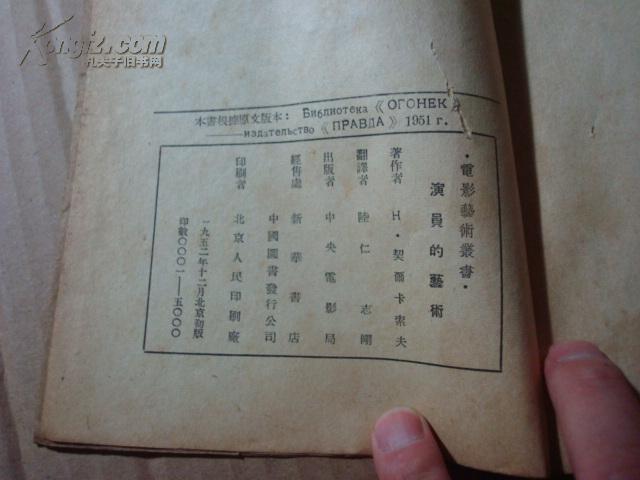 Kongfz.com
孔夫子旧书网
本書根據原文版本：Библиотека《ОГОНЕК》
—издательство《ПРАВДА》1951 г.
·電影藝術叢書·
演員的藝術
著作者 Н·契爾卡索夫
翻譯者 陸仁 志剛
出版者 中央電影局
經售處 新華書店
中國圖書發行公司
印刷者 北京人民印刷廠
一九五二年十二月北京初版
印數0001—5000